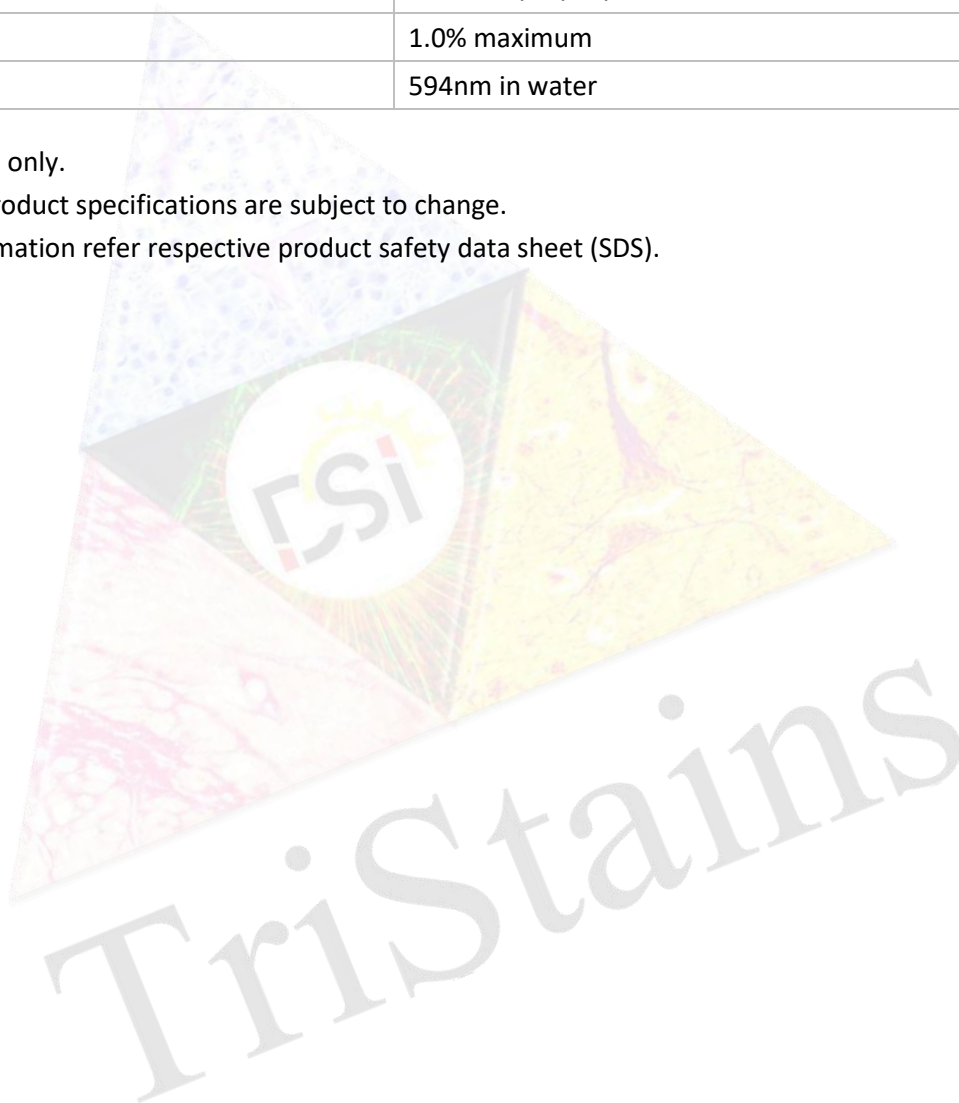 1.0% maximum
594nm in water
only.
roduct specifications are subject to change.
mation refer respective product safety data sheet (SDS).
DSi
TriStains